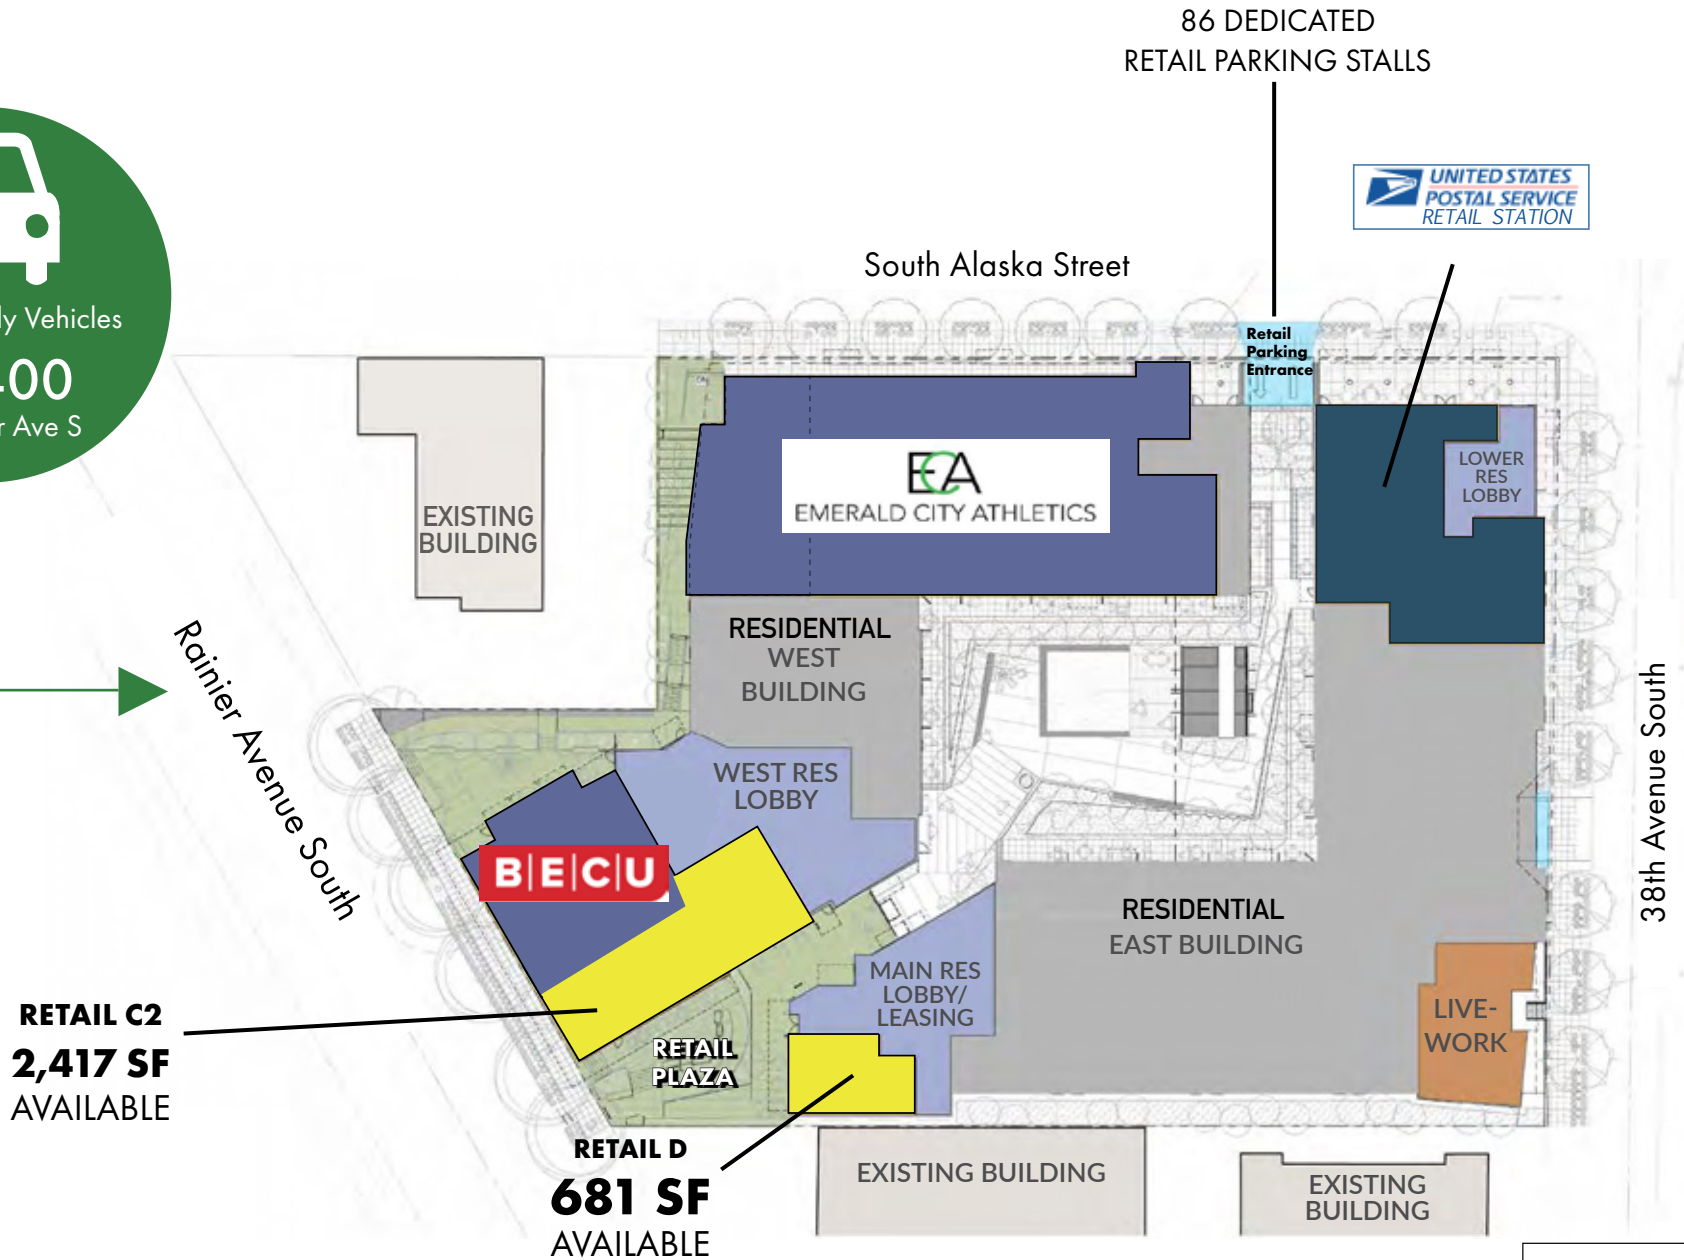 86 DEDICATED
RETAIL PARKING STALLS
UNITED STATES
POSTAL SERVICE
RETAIL STATION
South Alaska Street
Vehicles
Ave S
Retail
Parking
Entrance
ECA
EMERALD CITY ATHLETICS
LOWER
RES
LOBBY
EXISTING
BUILDING
RESIDENTIAL
WEST
BUILDING
Rainier Avenue South
38th Avenue South
WEST RES
LOBBY
B|E|C|U
RESIDENTIAL
EAST BUILDING
MAIN RES
LOBBY/
LEASING
LIVE-
WORK
RETAIL C2
2,417 SF
AVAILABLE
RETAIL
PLAZA
RETAIL D
681 SF
AVAILABLE
EXISTING BUILDING
EXISTING
BUILDING